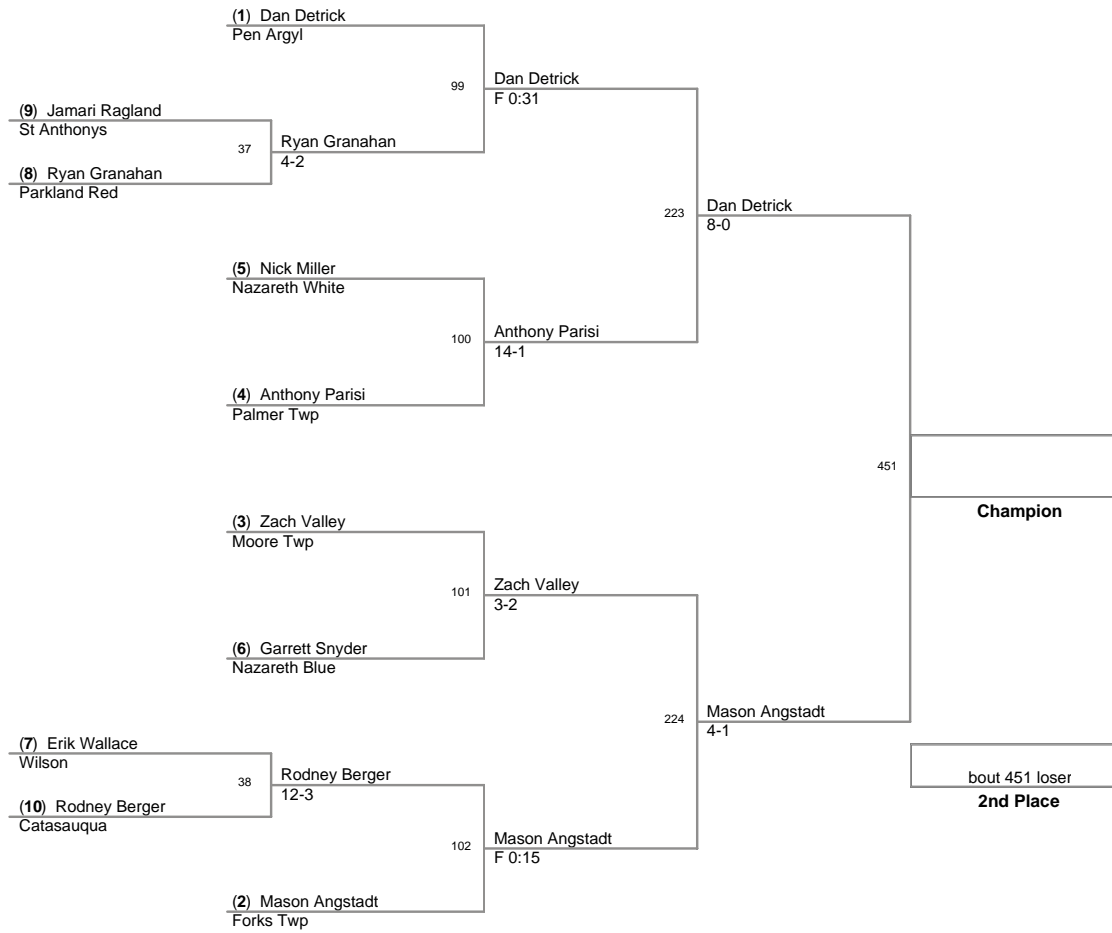 (1) Dan Detrick
Pen Argyl
99
Dan Detrick
F 0:31
(9) Jamari Ragland
St Anthonys
37
Ryan Granahan
4-2
(8) Ryan Granahan
Parkland Red
223
Dan Detrick
8-0
(5) Nick Miller
Nazareth White
100
Anthony Parisi
14-1
(4) Anthony Parisi
Palmer Twp
451
Champion
(3) Zach Valley
Moore Twp
101
Zach Valley
3-2
(6) Garrett Snyder
Nazareth Blue
224
Mason Angstadt
4-1
(7) Erik Wallace
Wilson
38
Rodney Berger
12-3
(10) Rodney Berger
Catasauqua
bout 451 loser
2nd Place
102
Mason Angstadt
F 0:15
(2) Mason Angstadt
Forks Twp